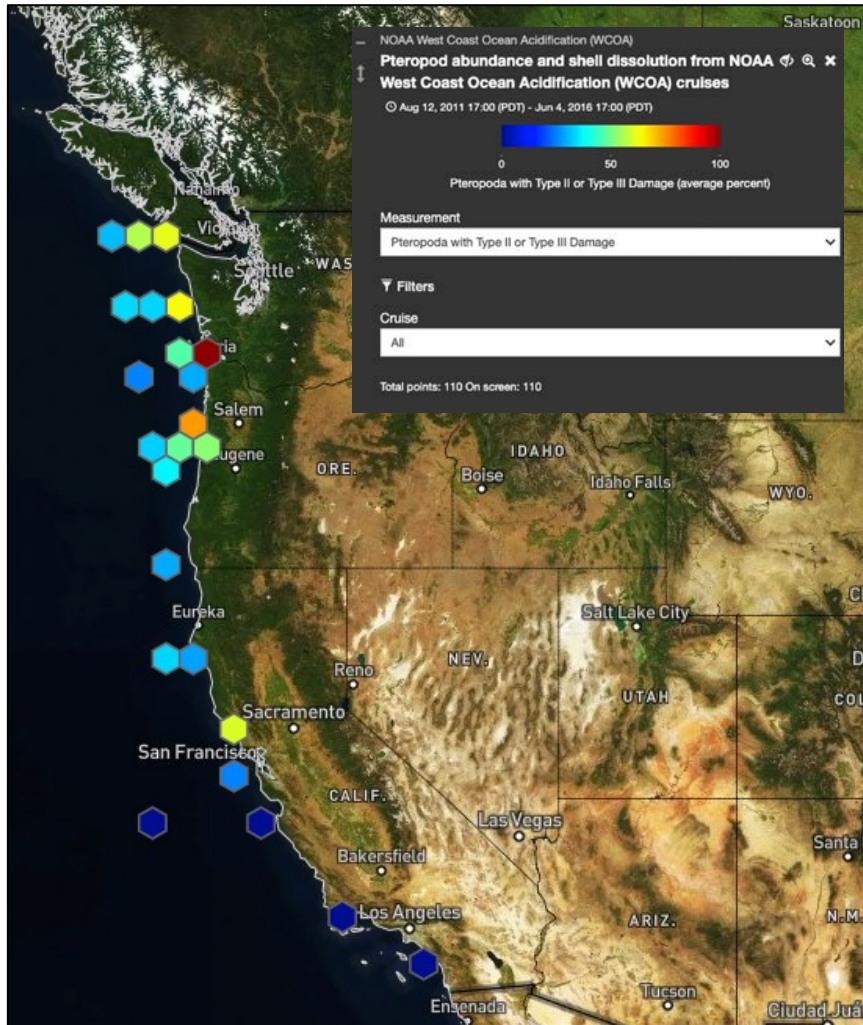 Saskatoon
NOAA West Coast Ocean Acidification (WCOA)
Pteropod abundance and shell dissolution from NOAA
West Coast Ocean Acidification (WCOA) cruises
Aug 12, 2011 17:00 (PDT) - Jun 4, 2016 17:00 (PDT)
0 50 100
Pteropoda with Type II or Type III Damage (average percent)
Measurement
Pteropoda with Type II or Type III Damage
Filters
Cruise
All
Total points: 110 On screen: 110
Nanaimo
Seattle
WAS
Salem
ORE.
IDAHO
Boise
Idaho Falls
WYO.
Eureka
Salt Lake City
Reno
NEV.
UTAH
COL
Sacramento
San Francisco
CALIF.
Las Vegas
Santa
Bakersfield
Los Angeles
ARIZ.
N.M.
Tucson
Ensenada
Ciudad Juá